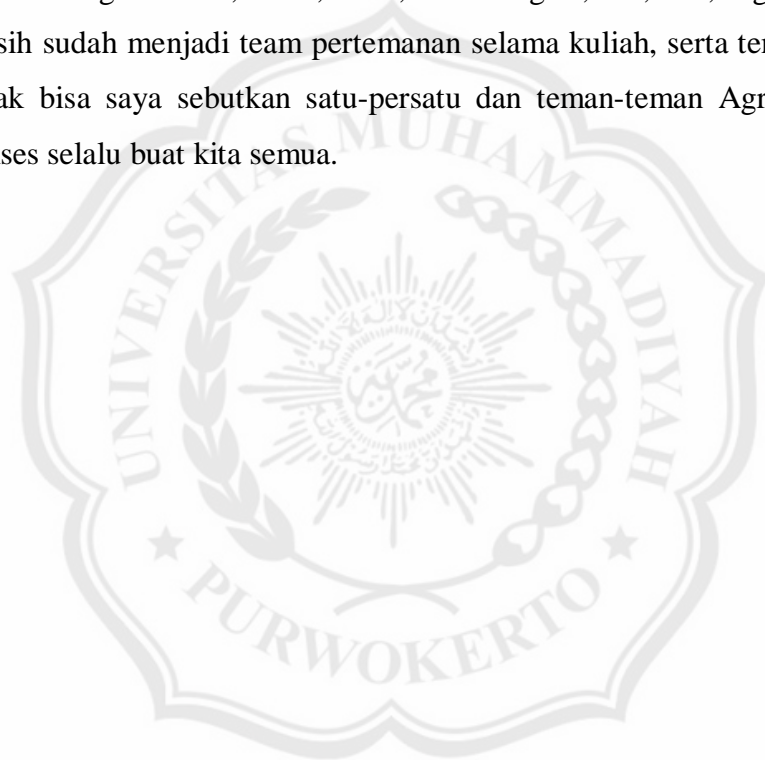 sih sudah menjadi team pertemanan selama kuliah, serta ter
ak bisa saya sebutkan satu-persatu dan teman-teman Agr
ses selalu buat kita semua.
UNIVERSITAS MUHAMMADIYAH
PURWOKERTO